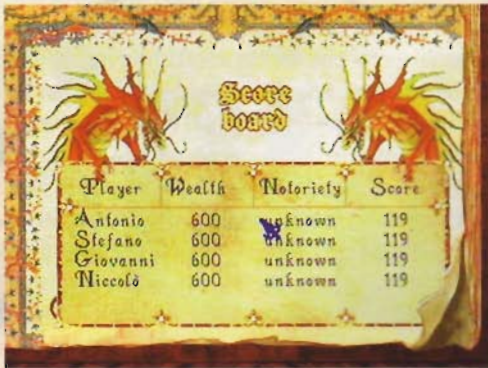 Score
board
Player Wealth Notoriety Score
Antonio 600 unknown 119
Stefano 600 unknown 119
Giovanni 600 unknown 119
Niccolò 600 unknown 119